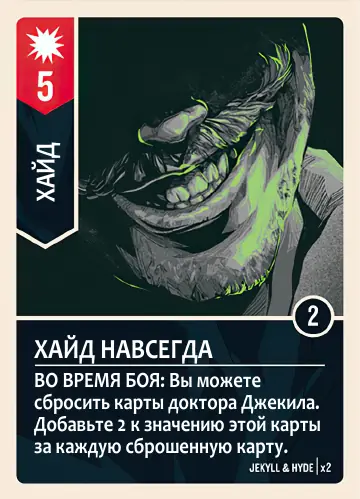 5
ХАЙД
2
ХАЙД НАВСЕГДА
ВО ВРЕМЯ БОЯ: Вы можете
сбросить карты доктора Джекила.
Добавьте 2 к значению этой карты
за каждую сброшенную карту.
JEKYLL & HYDE | x2